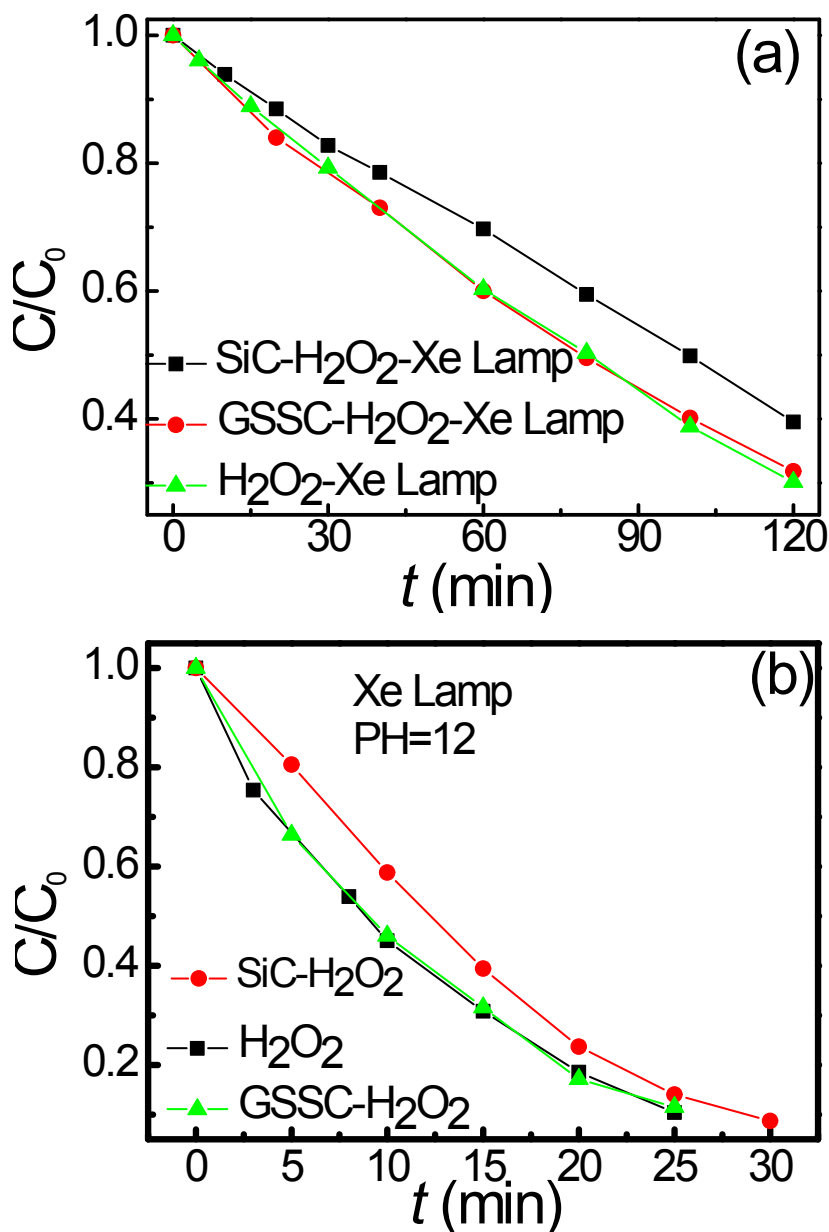 (a)
1.0
0.8
0.6
0.4
C/C₀
SiC-H₂O₂-Xe Lamp
GSSC-H₂O₂-Xe Lamp
H₂O₂-Xe Lamp
0 30 60 90 120
t (min)
(b)
1.0
0.8
0.6
0.4
0.2
C/C₀
Xe Lamp
PH=12
SiC-H₂O₂
H₂O₂
GSSC-H₂O₂
0 5 10 15 20 25 30
t (min)